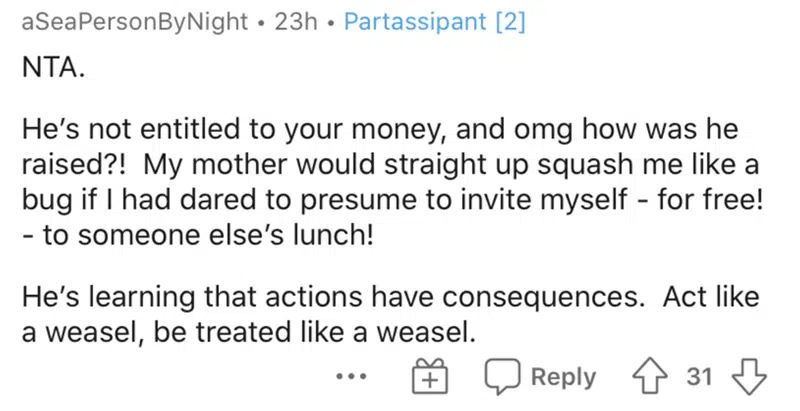 aSeaPersonByNight • 23h • Partassipant [2]
NTA.
He's not entitled to your money, and omg how was he
raised?!  My mother would straight up squash me like a
bug if I had dared to presume to invite myself - for free!
- to someone else's lunch!
He's learning that actions have consequences.  Act like
a weasel, be treated like a weasel.
... Reply 31